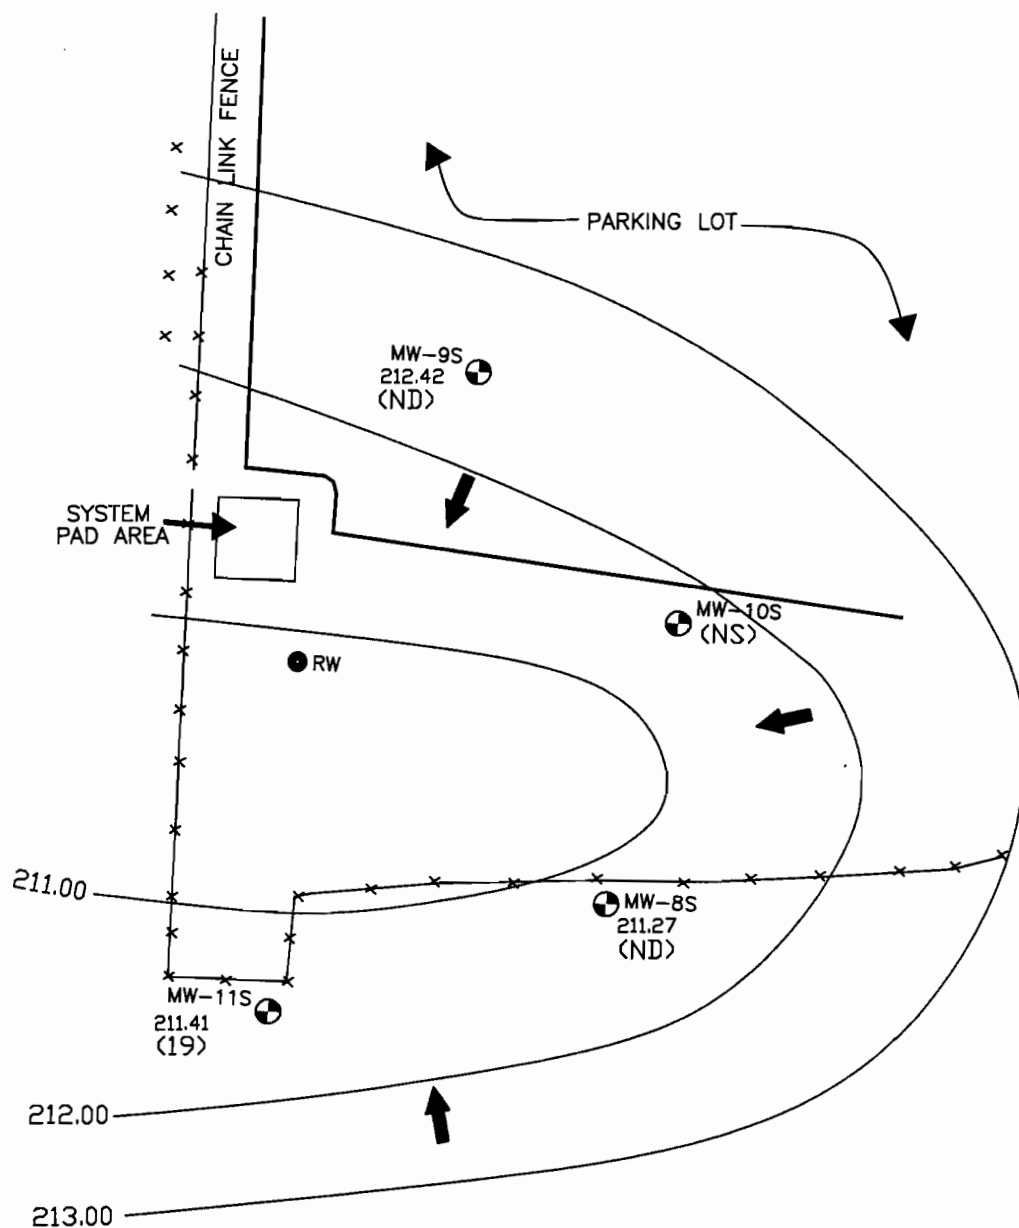 CHAIN LINK FENCE
PARKING LOT
MW-9S
212.42
(ND)
SYSTEM
PAD AREA
MW-10S
(NS)
RW
211.00
MW-8S
211.27
(ND)
MW-11S
211.41
(19)
212.00
213.00